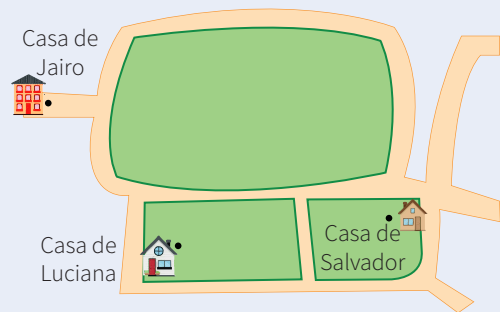 Casa de
Jairo
Casa de
Salvador
Casa de
Luciana